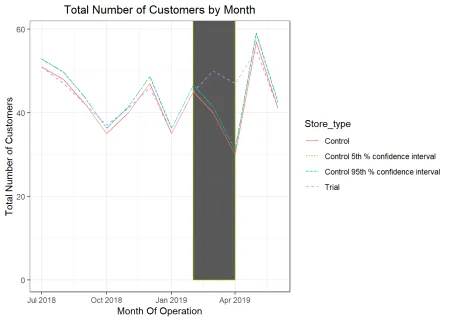 Total Number of Customers by Month
Total Number of Customers
60
40
20
0
Jul 2018
Oct 2018
Jan 2019
Apr 2019
Month Of Operation
Store_type
Control
Control 5th % confidence interval
Control 95th % confidence interval
Trial